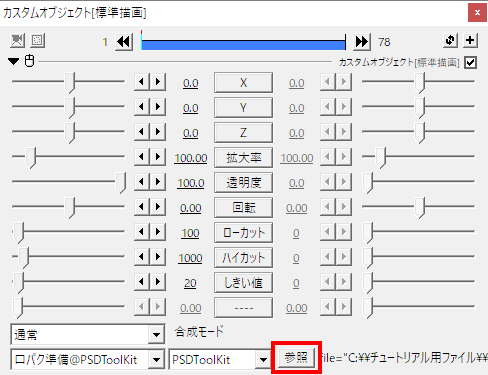 カスタムオブジェクト[標準描画]
1 78
カスタムオブジェクト[標準描画]
0.0 X 0.0
0.0 Y 0.0
0.0 Z 0.0
100.00 拡大率 100.00
100.0 透明度 0.0
0.00 回転 0.00
100 ローカット 0
1000 ハイカット 0
20 しきい値 0
0.00 ---- 0.00
通常 合成モード
口パク準備@PSDToolKit PSDToolKit 参照 file="C:¥¥チュートリアル用ファイル¥¥